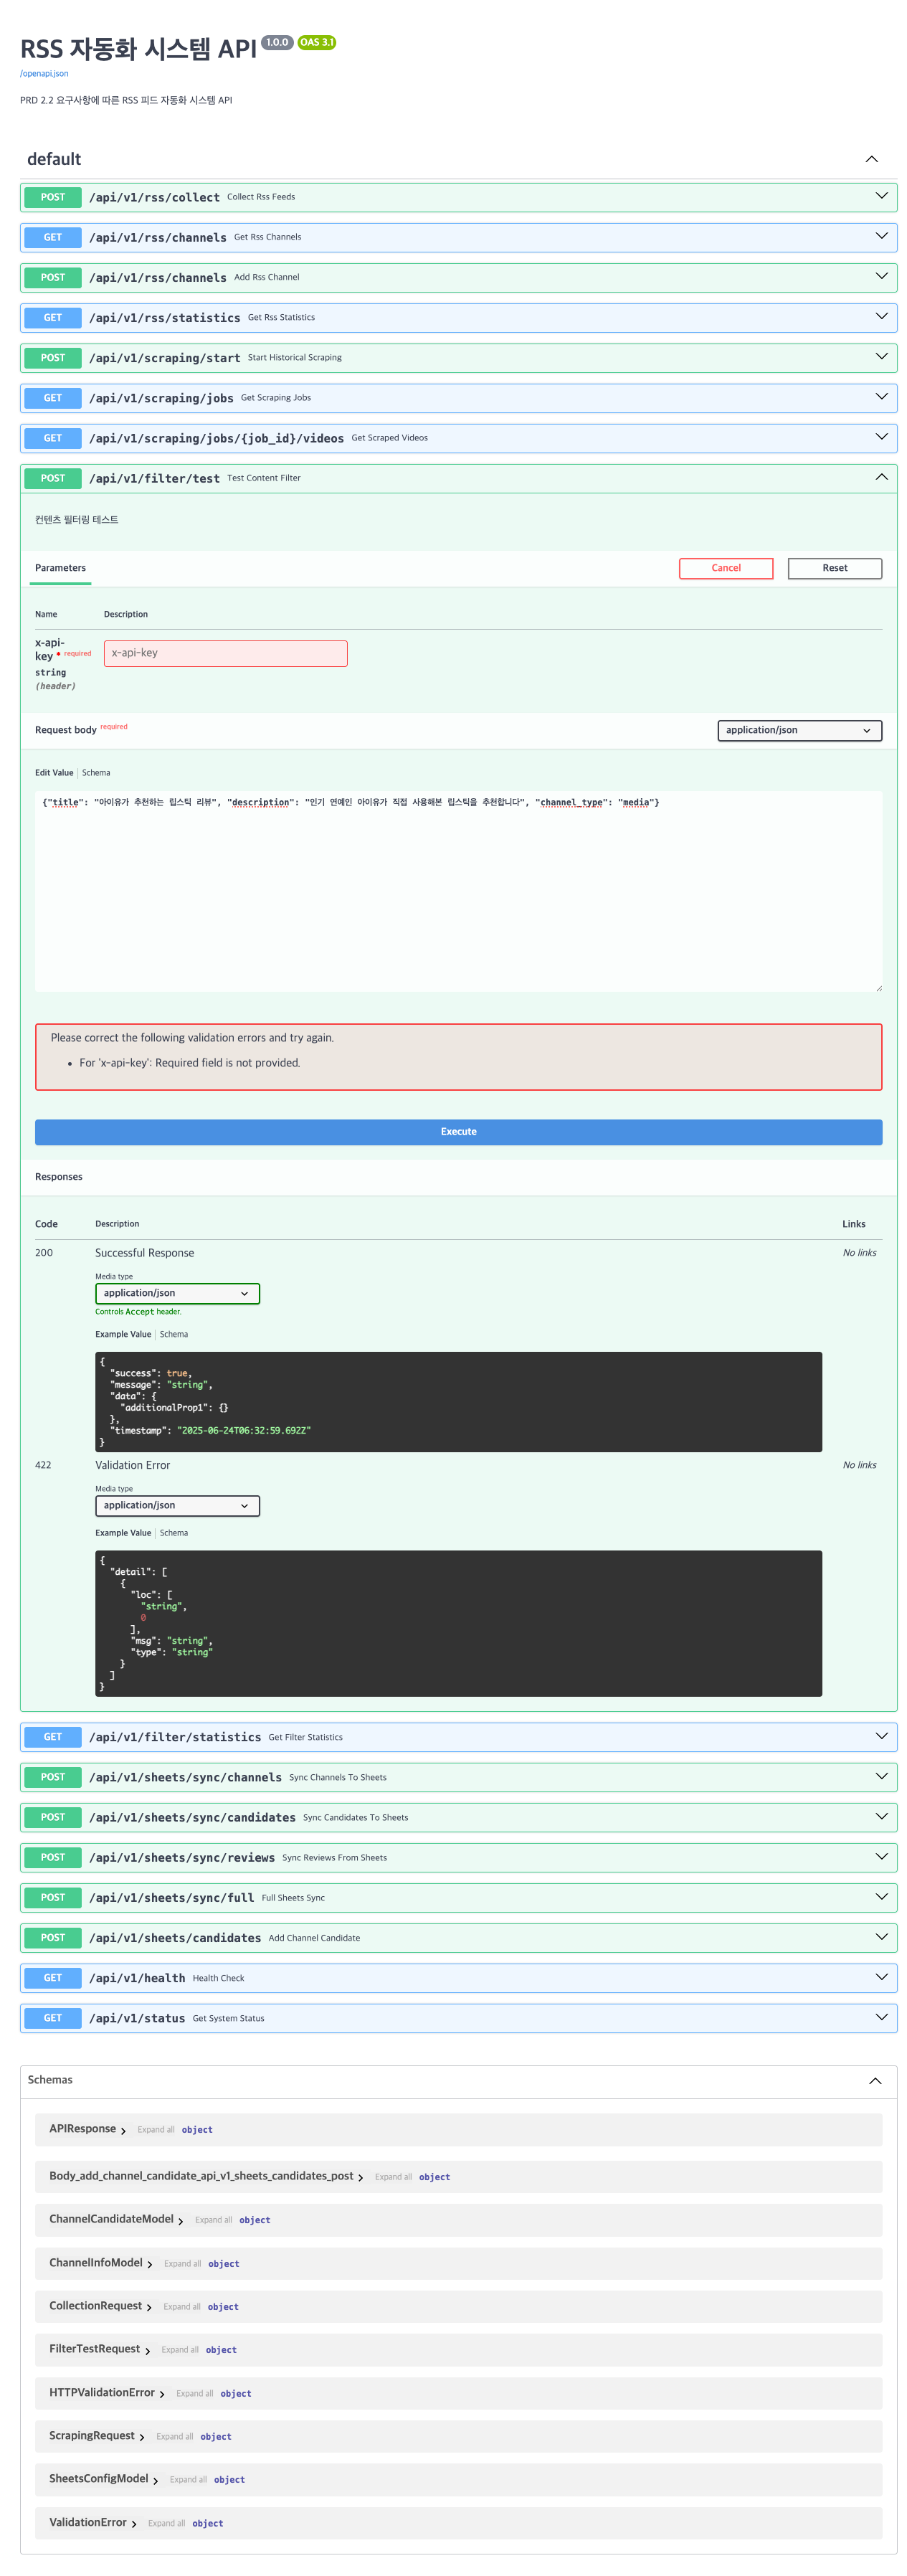 RSS 자동화 시스템 API 1.0.0 OAS 3.1
/openapi.json
PRD 2.2 요구사항에 따른 RSS 피드 자동화 시스템 API
default
POST /api/v1/rss/collect Collect Rss Feeds
GET /api/v1/rss/channels Get Rss Channels
POST /api/v1/rss/channels Add Rss Channel
GET /api/v1/rss/statistics Get Rss Statistics
POST /api/v1/scraping/start Start Historical Scraping
GET /api/v1/scraping/jobs Get Scraping Jobs
GET /api/v1/scraping/jobs/{job_id}/videos Get Scraped Videos
POST /api/v1/filter/test Test Content Filter
컨텐츠 필터링 테스트
Parameters Cancel Reset
Name Description
x-api-
key * required x-api-key
string
(header)
Request body required application/json
Edit Value | Schema
{"title": "아이유가 추천하는 립스틱 리뷰", "description": "인기 연예인 아이유가 직접 사용해본 립스틱을 추천합니다", "channel_type": "media"}
Please correct the following validation errors and try again.
• For 'x-api-key': Required field is not provided.
Execute
Responses
Code Description Links
200 Successful Response No links
Media type
application/json
Controls Accept header.
Example Value | Schema
{
"success": true,
"message": "string",
"data": {
"additionalProp1": {}
},
"timestamp": "2025-06-24T06:32:59.692Z"
}
422 Validation Error No links
Media type
application/json
Example Value | Schema
{
"detail": [
{
"loc": [
"string",
0
],
"msg": "string",
"type": "string"
}
]
}
GET /api/v1/filter/statistics Get Filter Statistics
POST /api/v1/sheets/sync/channels Sync Channels To Sheets
POST /api/v1/sheets/sync/candidates Sync Candidates To Sheets
POST /api/v1/sheets/sync/reviews Sync Reviews From Sheets
POST /api/v1/sheets/sync/full Full Sheets Sync
POST /api/v1/sheets/candidates Add Channel Candidate
GET /api/v1/health Health Check
GET /api/v1/status Get System Status
Schemas
APIResponse Expand all object
Body_add_channel_candidate_api_v1_sheets_candidates_post Expand all object
ChannelCandidateModel Expand all object
ChannelInfoModel Expand all object
CollectionRequest Expand all object
FilterTestRequest Expand all object
HTTPValidationError Expand all object
ScrapingRequest Expand all object
SheetsConfigModel Expand all object
ValidationError Expand all object